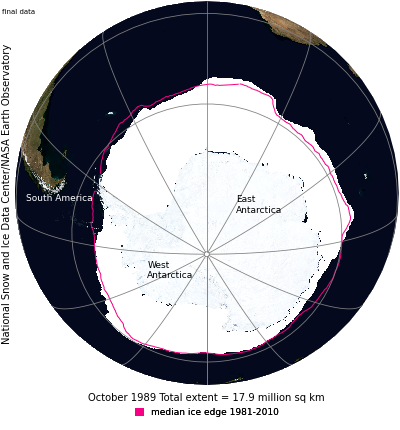 final data
National Snow and Ice Data Center/NASA Earth Observatory
South America
East
Antarctica
West
Antarctica
October 1989 Total extent = 17.9 million sq km
median ice edge 1981-2010